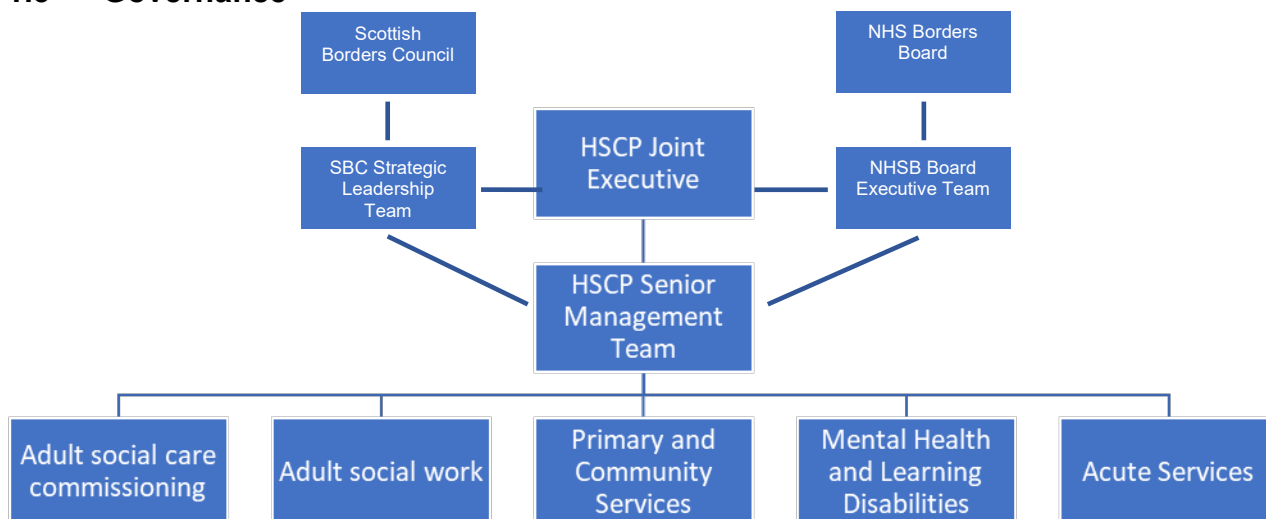 Governance
Scottish
Borders Council
NHS Borders
Board
HSCP Joint
Executive
SBC Strategic
Leadership
Team
NHSB Board
Executive Team
HSCP Senior
Management
Team
Adult social care
commissioning
Adult social work
Primary and
Community
Services
Mental Health
and Learning
Disabilities
Acute Services